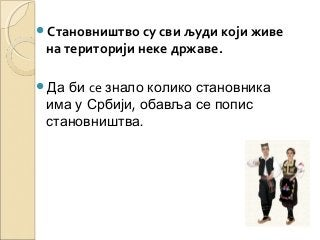 Становништво су сви људи који живе
на територији неке државе.
Да би се знало колико становника
има у Србији, обавља се попис
становништва.